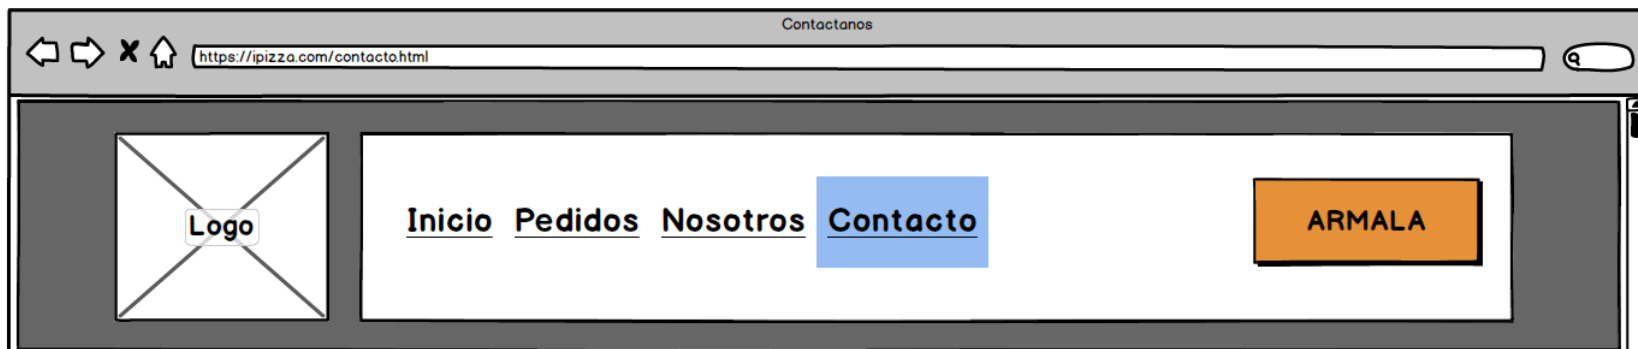 Contactanos
https://ipizza.com/contacto.html
Logo
Inicio Pedidos Nosotros Contacto
ARMALA